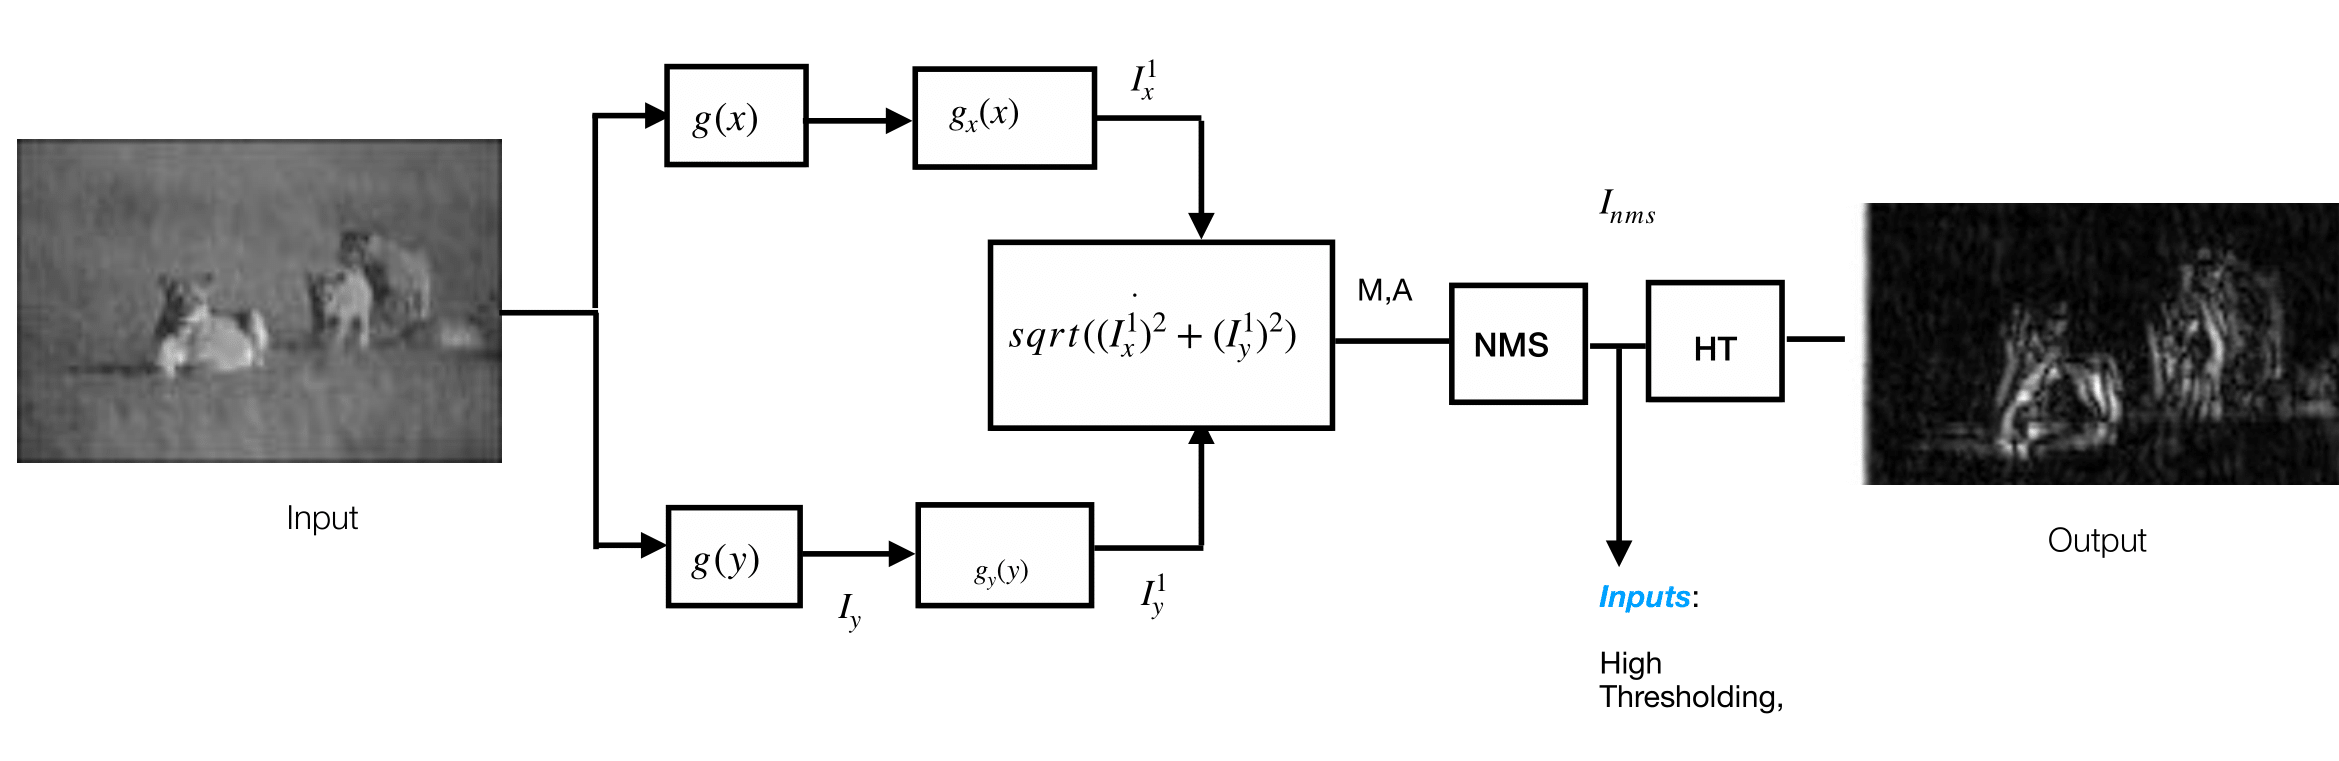 g(x)
g_x(x)
I_x^1
Input
sqrt((I_x^1)^2 + (I_y^1)^2)
M,A
NMS
I_{nms}
HT
Output
g(y)
I_y
g_y(y)
I_y^1
Inputs:
High
Thresholding,